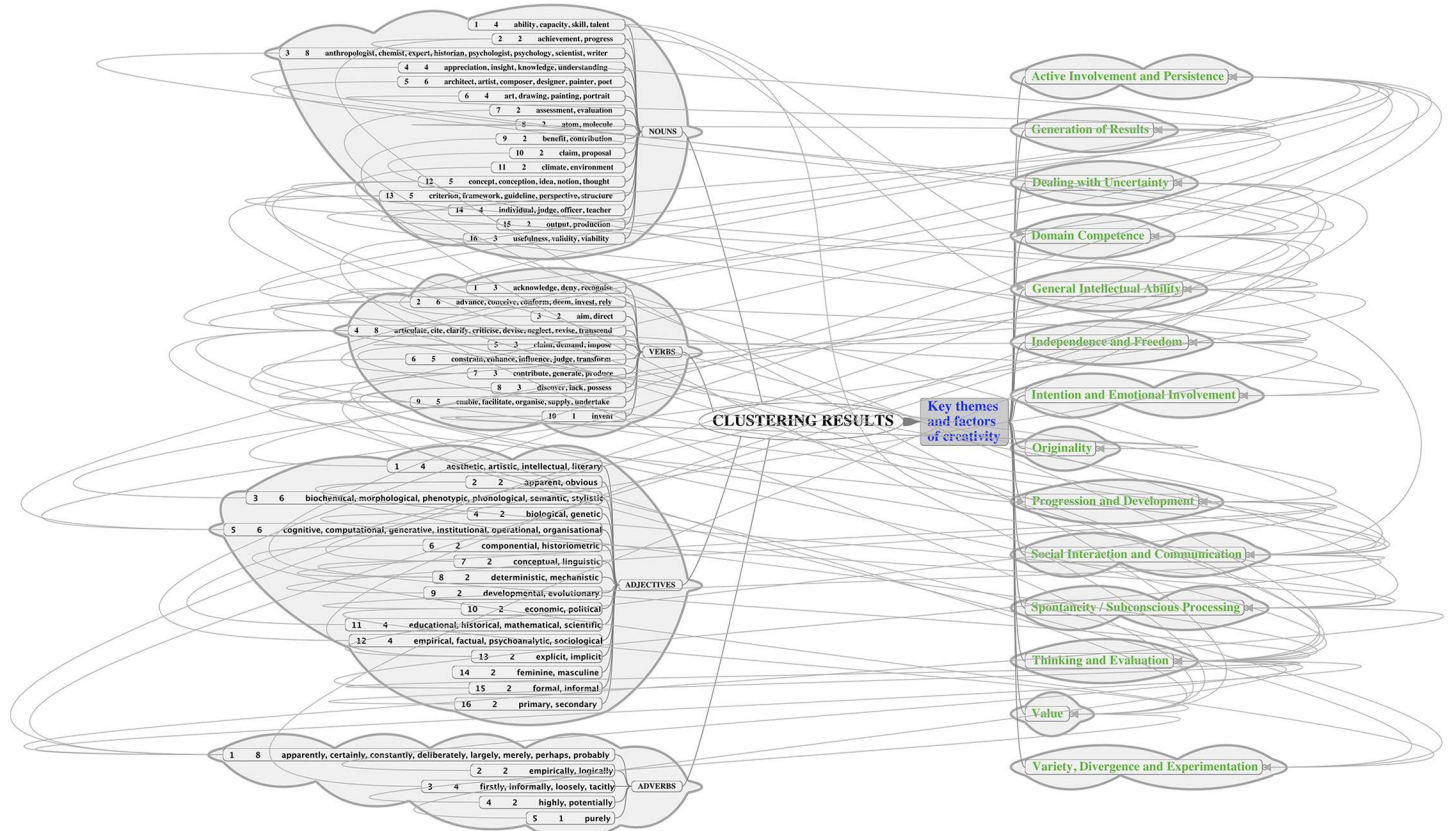 1 4 ability, capacity, skill, talent
2 2 achievement, progress
3 8 anthropologist, chemist, expert, historian, psychologist, psychology, scientist, writer
4 4 appreciation, insight, knowledge, understanding
5 6 architect, artist, composer, designer, painter, poet
6 4 art, drawing, painting, portrait
7 2 assessment, evaluation
8 2 atom, molecule
9 2 benefit, contribution
10 2 claim, proposal
11 2 climate, environment
12 5 concept, conception, idea, notion, thought
13 5 criterion, framework, guideline, perspective, structure
14 4 individual, judge, officer, teacher
15 2 output, production
16 3 usefulness, validity, viability
NOUNS
1 3 acknowledge, deny, recognise
2 6 advance, conceive, conform, deem, invest, rely
3 2 aim, direct
4 8 articulate, cite, clarify, criticise, devise, neglect, revise, transcend
5 3 claim, demand, impose
6 5 constrain, enhance, influence, judge, transform
7 3 contribute, generate, produce
8 3 discover, lack, possess
9 5 enable, facilitate, organise, supply, undertake
10 1 invent
VERBS
1 4 aesthetic, artistic, intellectual, literary
2 2 apparent, obvious
3 6 biochemical, morphological, phenotypic, phonological, semantic, stylistic
4 2 biological, genetic
5 6 cognitive, computational, generative, institutional, operational, organisational
6 2 componential, historiometric
7 2 conceptual, linguistic
8 2 deterministic, mechanistic
9 2 developmental, evolutionary
10 2 economic, political
11 4 educational, historical, mathematical, scientific
12 4 empirical, factual, psychoanalytic, sociological
13 2 explicit, implicit
14 2 feminine, masculine
15 2 formal, informal
16 2 primary, secondary
ADJECTIVES
1 8 apparently, certainly, constantly, deliberately, largely, merely, perhaps, probably
2 2 empirically, logically
3 4 firstly, informally, loosely, tacitly
4 2 highly, potentially
5 1 purely
ADVERBS
CLUSTERING RESULTS
Key themes
and factors
of creativity
Active Involvement and Persistence
Generation of Results
Dealing with Uncertainty
Domain Competence
General Intellectual Ability
Independence and Freedom
Intention and Emotional Involvement
Originality
Progression and Development
Social Interaction and Communication
Spontaneity / Subconscious Processing
Thinking and Evaluation
Value
Variety, Divergence and Experimentation